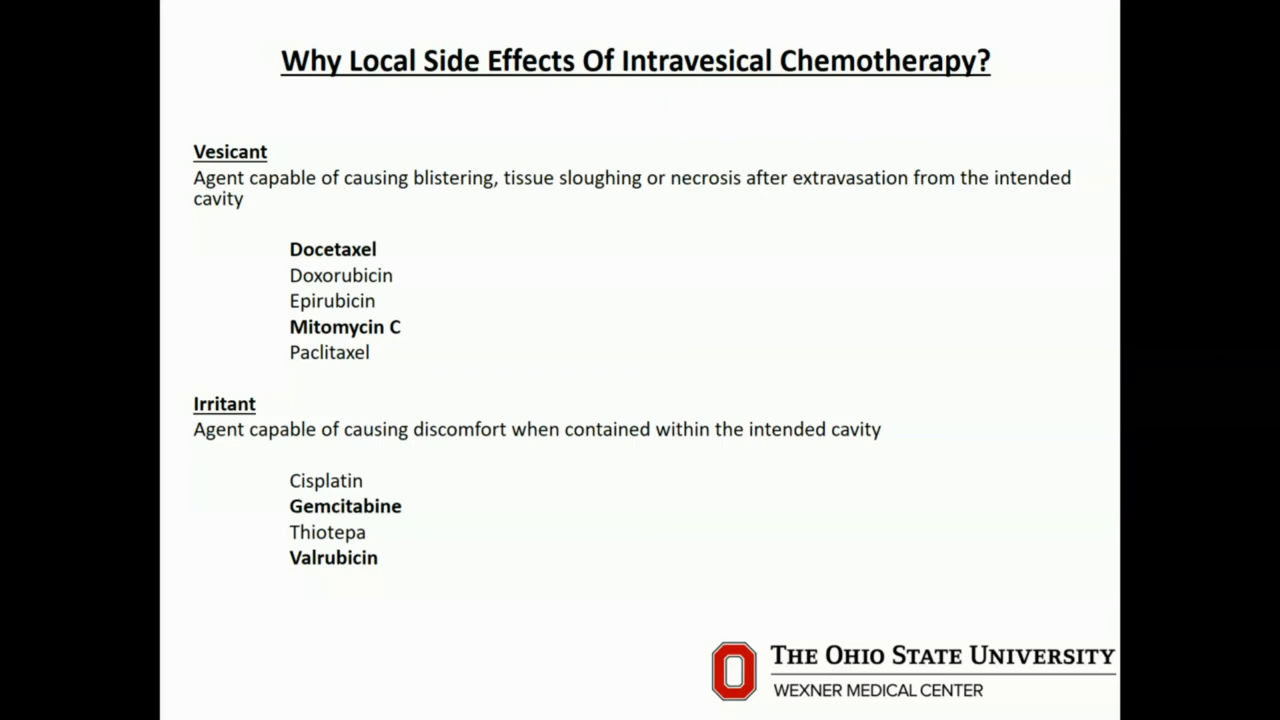 Why Local Side Effects Of Intravesical Chemotherapy?
Vesicant
Agent capable of causing blistering, tissue sloughing or necrosis after extravasation from the intended
cavity
Docetaxel
Doxorubicin
Epirubicin
Mitomycin C
Paclitaxel
Irritant
Agent capable of causing discomfort when contained within the intended cavity
Cisplatin
Gemcitabine
Thiotepa
Valrubicin
THE OHIO STATE UNIVERSITY
WEXNER MEDICAL CENTER